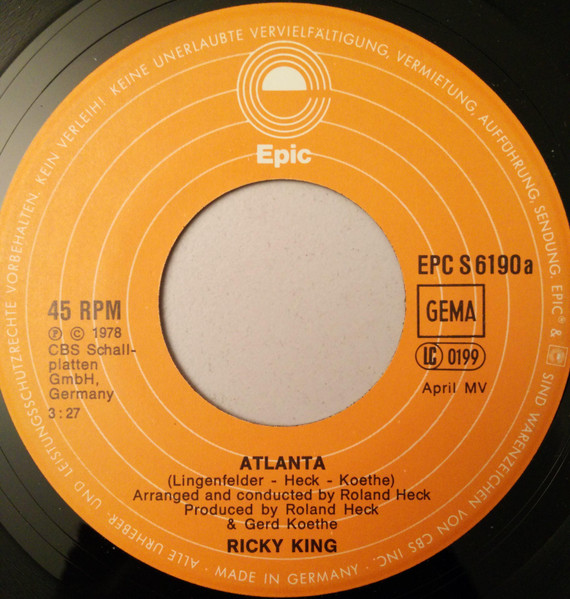 ALLE URHEBER- UND LEISTUNGSSCHUTZRECHTE VORBEHALTEN. KEIN VERLEIH! KEINE UNERLAUBTE VERVIELFÄLTIGUNG, VERMIETUNG, AUFFÜHRUNG, SENDUNG. EPIC® & SIND WARENZEICHEN VON CBS INC. · MADE IN GERMANY ·
Epic
EPC S 6190 a
GEMA
LC 0199
April MV
45 RPM
Ⓟ © 1978
CBS Schall-
platten
GmbH,
Germany
3:27
ATLANTA
(Lingenfelder - Heck - Koethe)
Arranged and conducted by Roland Heck
Produced by Roland Heck
& Gerd Koethe
RICKY KING